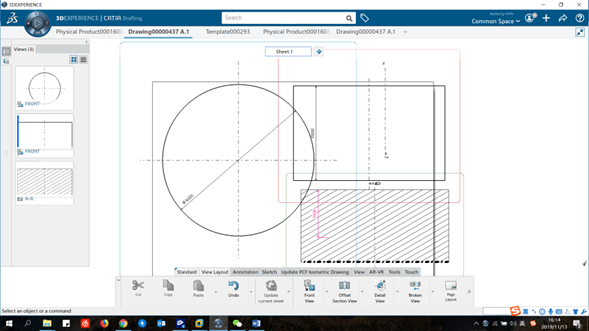 3DEXPERIENCE
3DEXPERIENCE | CATIA Drafting
Search
Common Space
Physical Product000160
Drawing00000437 A.1
Template000293
Physical Product000160
Drawing00000437 A.1
Views (3)
Sheet.1
FRONT
FRONT
B-B
Standard View Layout Annotation Sketch Update PCF Isometric Drawing View AR-VR Tools Touch
Cut
Copy
Paste
Undo
Update current sheet
Front View
Offset Section View
Detail View
Broken View
Page Layout
Select an object or a command
16:14
2019/11/13